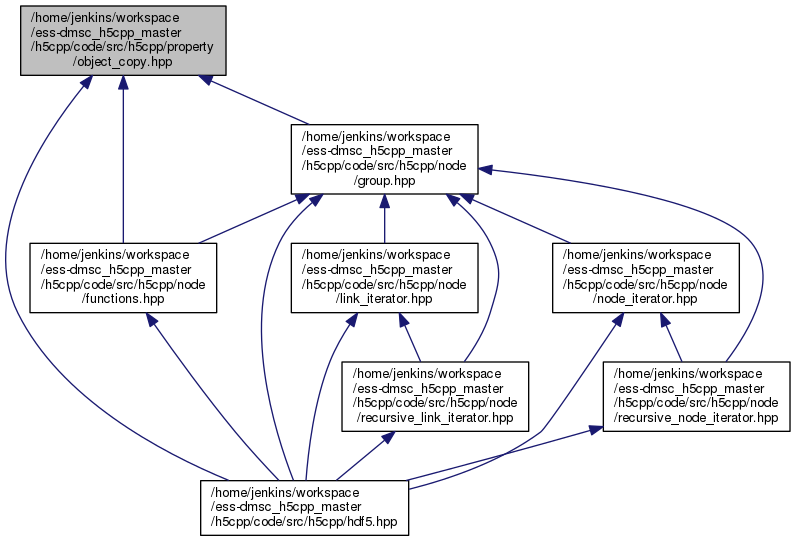 /home/jenkins/workspace
/ess-dmsc_h5cpp_master
/h5cpp/code/src/h5cpp/property
/object_copy.hpp
/home/jenkins/workspace
/ess-dmsc_h5cpp_master
/h5cpp/code/src/h5cpp/node
/group.hpp
/home/jenkins/workspace
/ess-dmsc_h5cpp_master
/h5cpp/code/src/h5cpp/node
/functions.hpp
/home/jenkins/workspace
/ess-dmsc_h5cpp_master
/h5cpp/code/src/h5cpp/node
/link_iterator.hpp
/home/jenkins/workspace
/ess-dmsc_h5cpp_master
/h5cpp/code/src/h5cpp/node
/node_iterator.hpp
/home/jenkins/workspace
/ess-dmsc_h5cpp_master
/h5cpp/code/src/h5cpp/node
/recursive_link_iterator.hpp
/home/jenkins/workspace
/ess-dmsc_h5cpp_master
/h5cpp/code/src/h5cpp/node
/recursive_node_iterator.hpp
/home/jenkins/workspace
/ess-dmsc_h5cpp_master
/h5cpp/code/src/h5cpp/hdf5.hpp